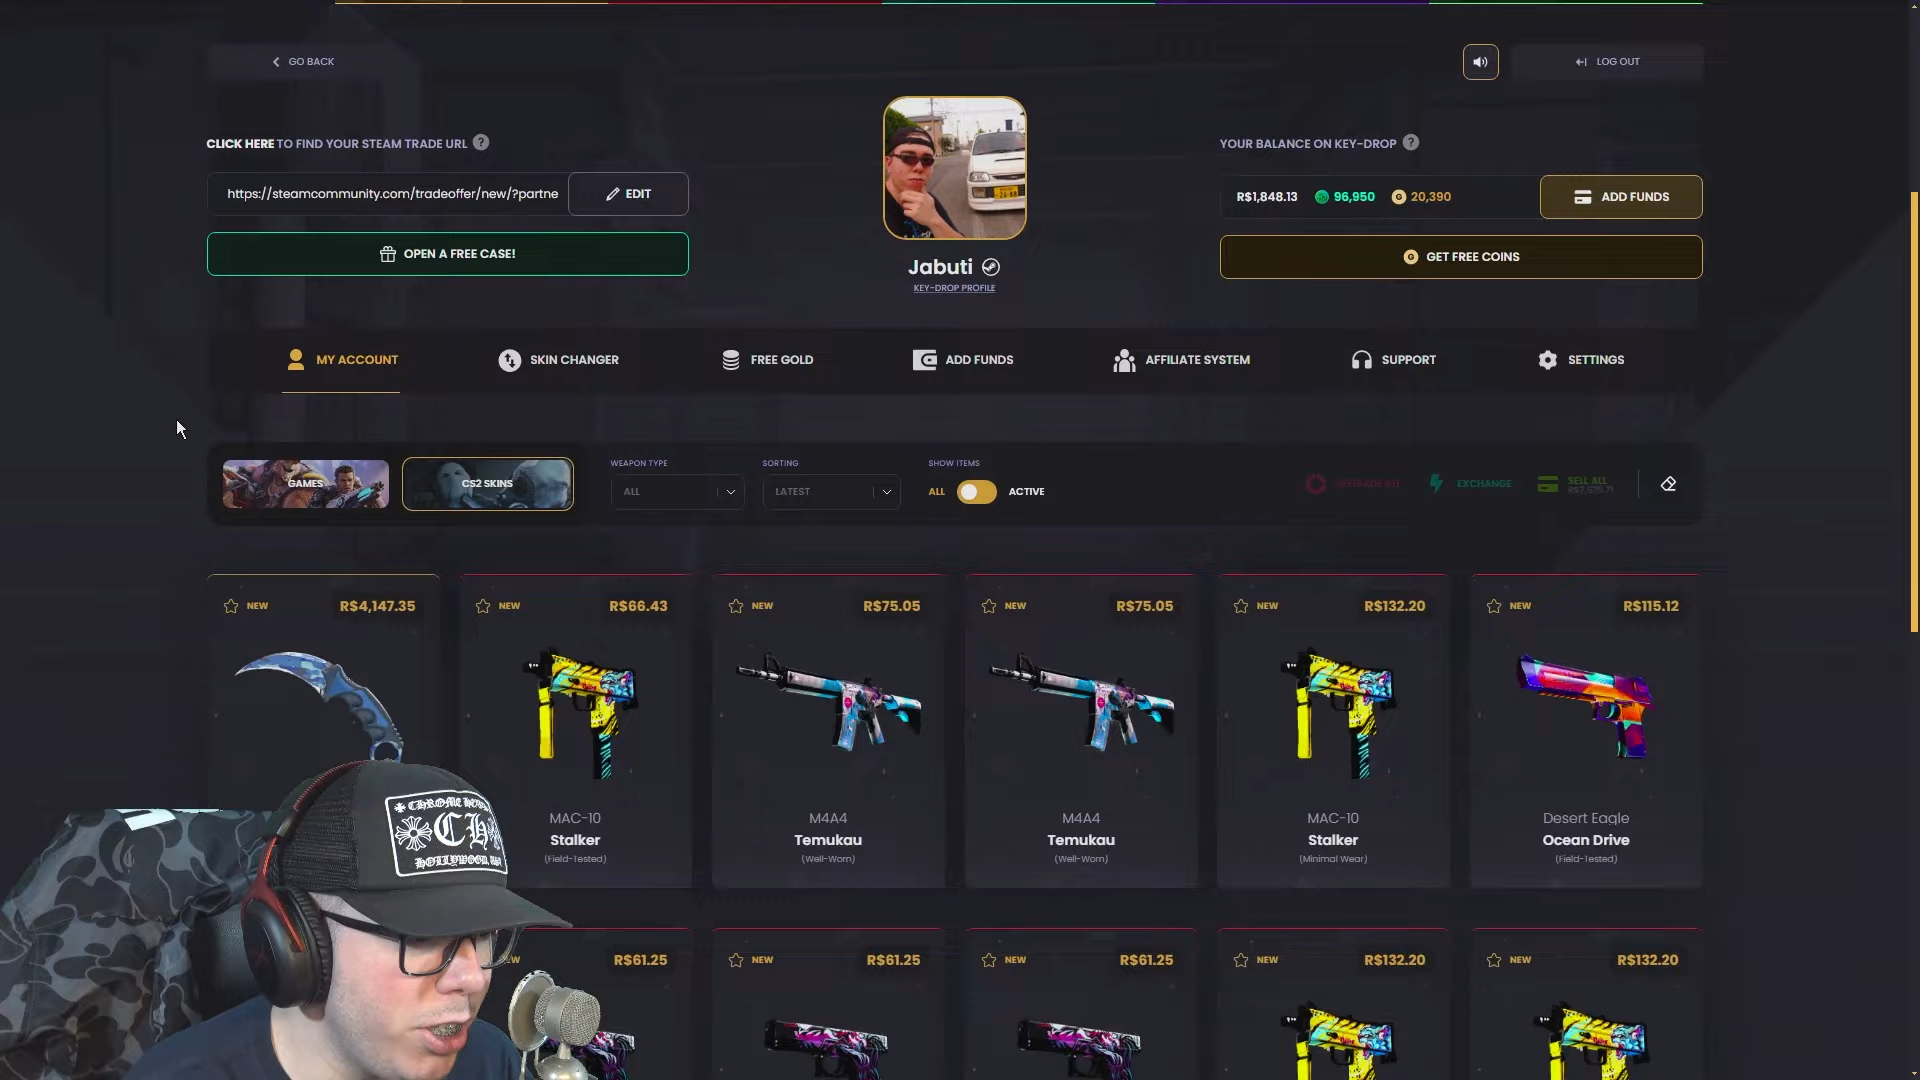 GO BACK
LOG OUT
CLICK HERE TO FIND YOUR STEAM TRADE URL ?
https://steamcommunity.com/tradeoffer/new/?partne
EDIT
OPEN A FREE CASE!
Jabuti
KEY-DROP PROFILE
YOUR BALANCE ON KEY-DROP ?
R$1,848.13 96,950 G 20,390
ADD FUNDS
G GET FREE COINS
MY ACCOUNT
SKIN CHANGER
FREE GOLD
ADD FUNDS
AFFILIATE SYSTEM
SUPPORT
SETTINGS
GAMES
CS2 SKINS
WEAPON TYPE
ALL
SORTING
LATEST
SHOW ITEMS
ALL ACTIVE
EXCHANGE
SELL ALL
NEW R$4,147.35
NEW R$66.43
MAC-10
Stalker
(Field-Tested)
NEW R$75.05
M4A4
Temukau
(Well-Worn)
NEW R$75.05
M4A4
Temukau
(Well-Worn)
NEW R$132.20
MAC-10
Stalker
(Minimal Wear)
NEW R$115.12
Desert Eagle
Ocean Drive
(Field-Tested)
R$61.25
NEW R$61.25
NEW R$61.25
NEW R$132.20
NEW R$132.20
CH
HOLLYWOOD